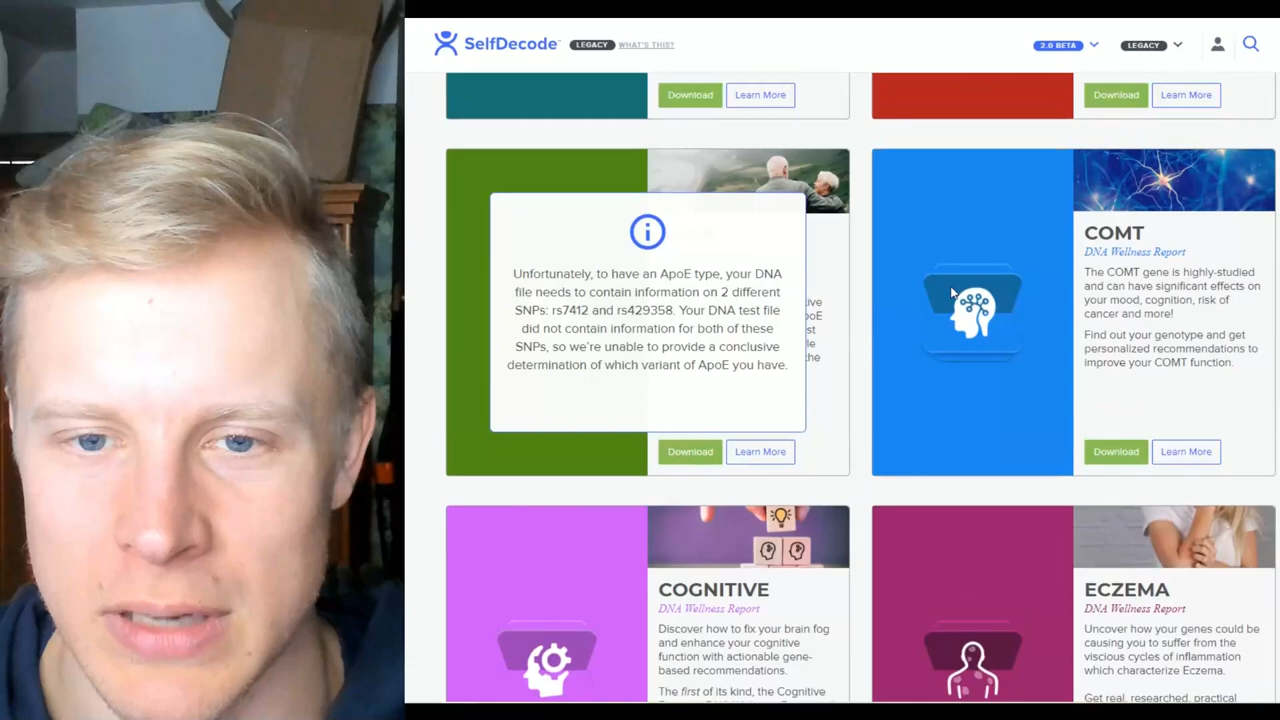 SelfDecode
LEGACY
WHAT'S THIS?
2.0 BETA
LEGACY
Download
Learn More
Download
Learn More
Unfortunately, to have an ApoE type, your DNA
file needs to contain information on 2 different
SNPs: rs7412 and rs429358. Your DNA test file
did not contain information for both of these
SNPs, so we're unable to provide a conclusive
determination of which variant of ApoE you have.
Download
Learn More
COMT
DNA Wellness Report
The COMT gene is highly-studied
and can have significant effects on
your mood, cognition, risk of
cancer and more!
Find out your genotype and get
personalized recommendations to
improve your COMT function.
Download
Learn More
COGNITIVE
DNA Wellness Report
Discover how to fix your brain fog
and enhance your cognitive
function with actionable gene-
based recommendations.
The first of its kind, the Cognitive
ECZEMA
DNA Wellness Report
Uncover how your genes could be
causing you to suffer from the
viscious cycles of inflammation
which characterize Eczema.
Get real, researched, practical